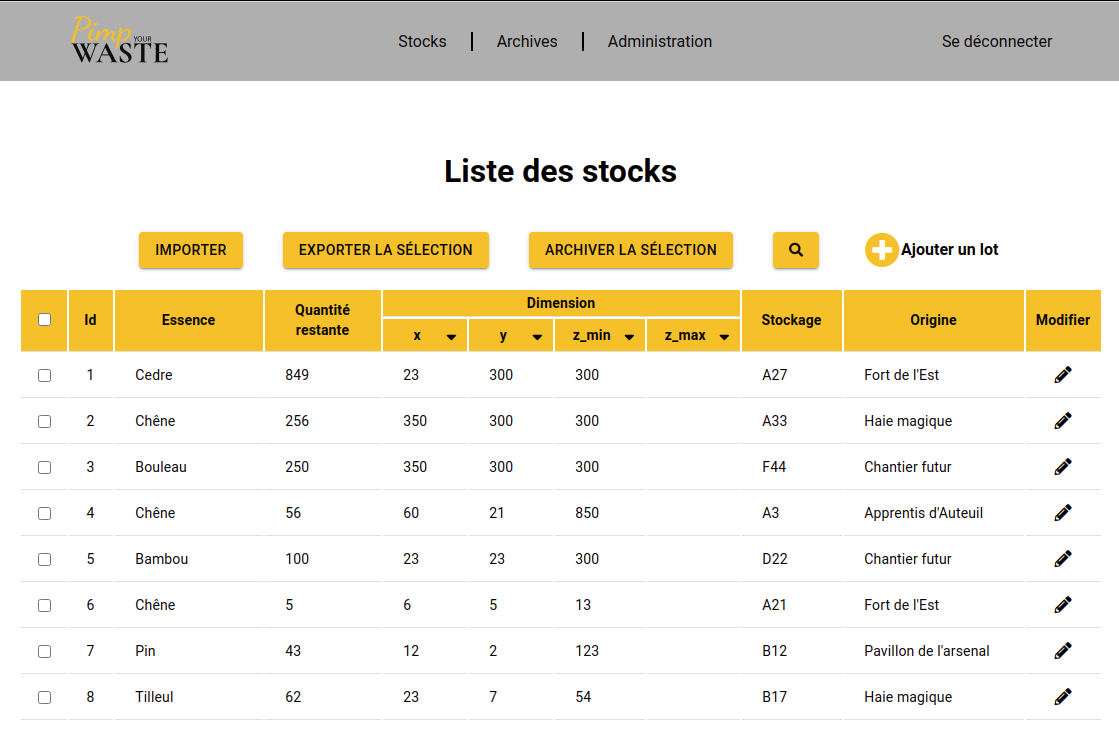 Pimp YOUR
WASTE
Stocks Archives Administration Se déconnecter
Liste des stocks
IMPORTER EXPORTER LA SÉLECTION ARCHIVER LA SÉLECTION Ajouter un lot
Id Essence Quantité restante Dimension Stockage Origine Modifier
x y z_min z_max
1 Cedre 849 23 300 300 A27 Fort de l'Est
2 Chêne 256 350 300 300 A33 Haie magique
3 Bouleau 250 350 300 300 F44 Chantier futur
4 Chêne 56 60 21 850 A3 Apprentis d'Auteuil
5 Bambou 100 23 23 300 D22 Chantier futur
6 Chêne 5 6 5 13 A21 Fort de l'Est
7 Pin 43 12 2 123 B12 Pavillon de l'arsenal
8 Tilleul 62 23 7 54 B17 Haie magique